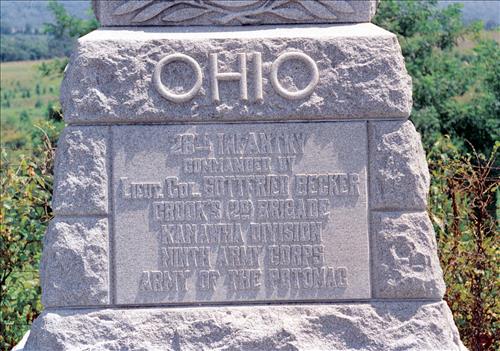 OHIO
28TH INFANTRY
COMMANDED BY
LIEUT. COL. GOTTFRIED BECKER
CROOK'S 2D BRIGADE
KANAWHA DIVISION
NINTH ARMY CORPS
ARMY OF THE POTOMAC